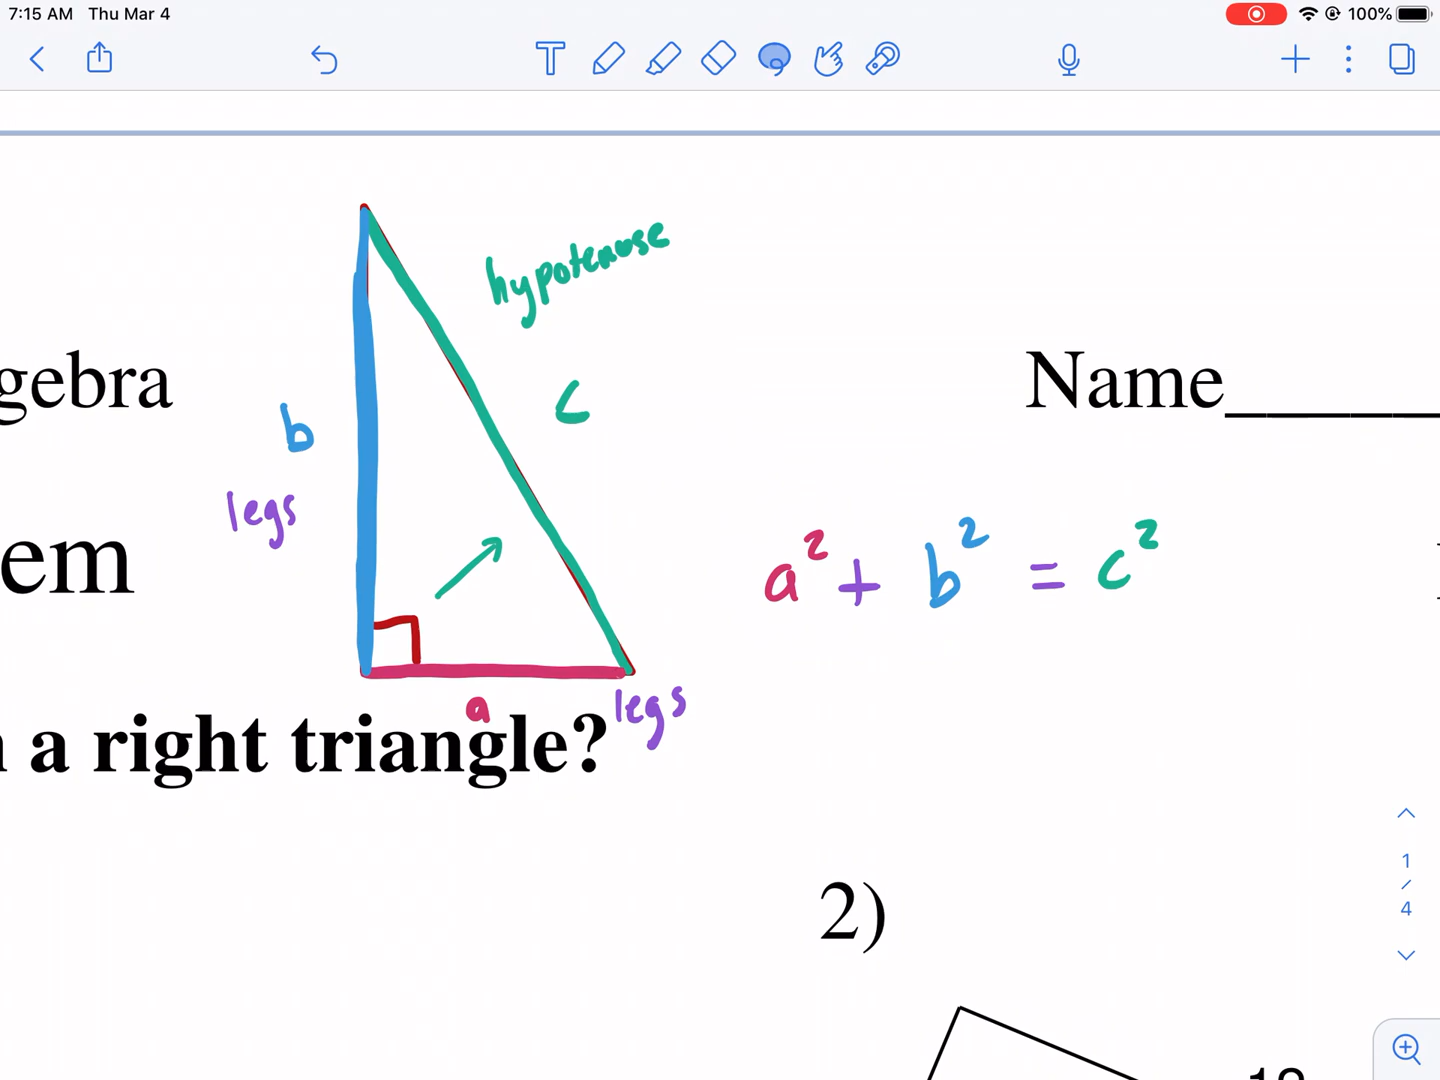 7:15 AM Thu Mar 4
100%
hypotenuse
gebra
Name______
b
c
legs
em
a² + b² = c²
a
legs
a right triangle?
1
/
4
2)